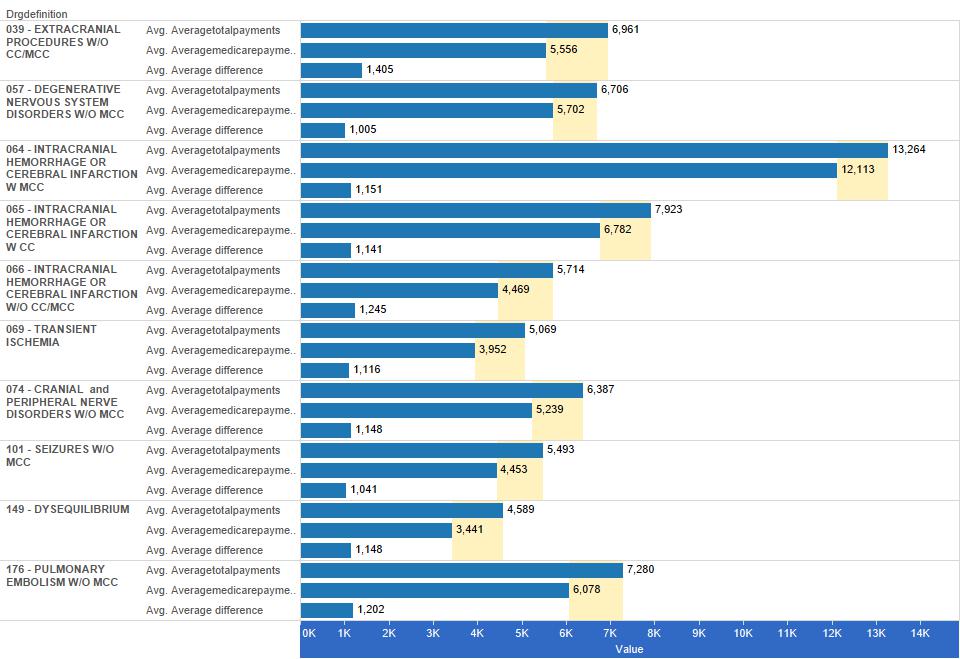 Drgdefinition
039 - EXTRACRANIAL
PROCEDURES W/O
CC/MCC
Avg. Averagetotalpayments
6,961
Avg. Averagemedicarepayme..
5,556
Avg. Average difference
1,405
057 - DEGENERATIVE
NERVOUS SYSTEM
DISORDERS W/O MCC
Avg. Averagetotalpayments
6,706
Avg. Averagemedicarepayme..
5,702
Avg. Average difference
1,005
064 - INTRACRANIAL
HEMORRHAGE OR
CEREBRAL INFARCTION
W MCC
Avg. Averagetotalpayments
13,264
Avg. Averagemedicarepayme..
12,113
Avg. Average difference
1,151
065 - INTRACRANIAL
HEMORRHAGE OR
CEREBRAL INFARCTION
W CC
Avg. Averagetotalpayments
7,923
Avg. Averagemedicarepayme..
6,782
Avg. Average difference
1,141
066 - INTRACRANIAL
HEMORRHAGE OR
CEREBRAL INFARCTION
W/O CC/MCC
Avg. Averagetotalpayments
5,714
Avg. Averagemedicarepayme..
4,469
Avg. Average difference
1,245
069 - TRANSIENT
ISCHEMIA
Avg. Averagetotalpayments
5,069
Avg. Averagemedicarepayme..
3,952
Avg. Average difference
1,116
074 - CRANIAL and
PERIPHERAL NERVE
DISORDERS W/O MCC
Avg. Averagetotalpayments
6,387
Avg. Averagemedicarepayme..
5,239
Avg. Average difference
1,148
101 - SEIZURES W/O
MCC
Avg. Averagetotalpayments
5,493
Avg. Averagemedicarepayme..
4,453
Avg. Average difference
1,041
149 - DYSEQUILIBRIUM
Avg. Averagetotalpayments
4,589
Avg. Averagemedicarepayme..
3,441
Avg. Average difference
1,148
176 - PULMONARY
EMBOLISM W/O MCC
Avg. Averagetotalpayments
7,280
Avg. Averagemedicarepayme..
6,078
Avg. Average difference
1,202
0K 1K 2K 3K 4K 5K 6K 7K 8K 9K 10K 11K 12K 13K 14K
Value